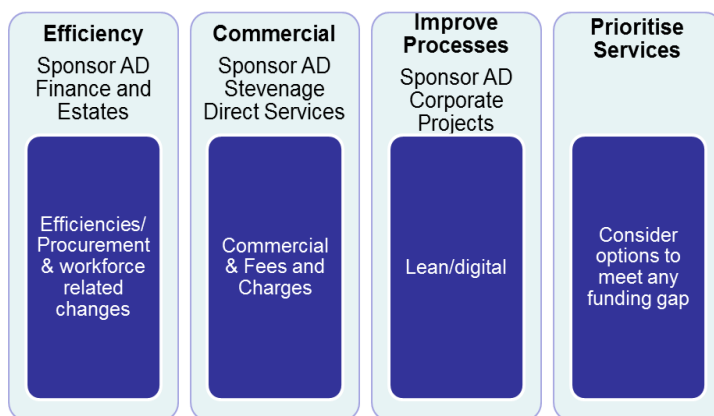 Efficiency
Sponsor AD
Finance and
Estates
Efficiencies/
Procurement
& workforce
related
changes
Commercial
Sponsor AD
Stevenage
Direct Services
Commercial
& Fees and
Charges
Improve
Processes
Sponsor AD
Corporate
Projects
Lean/digital
Prioritise
Services
Consider
options to
meet any
funding gap